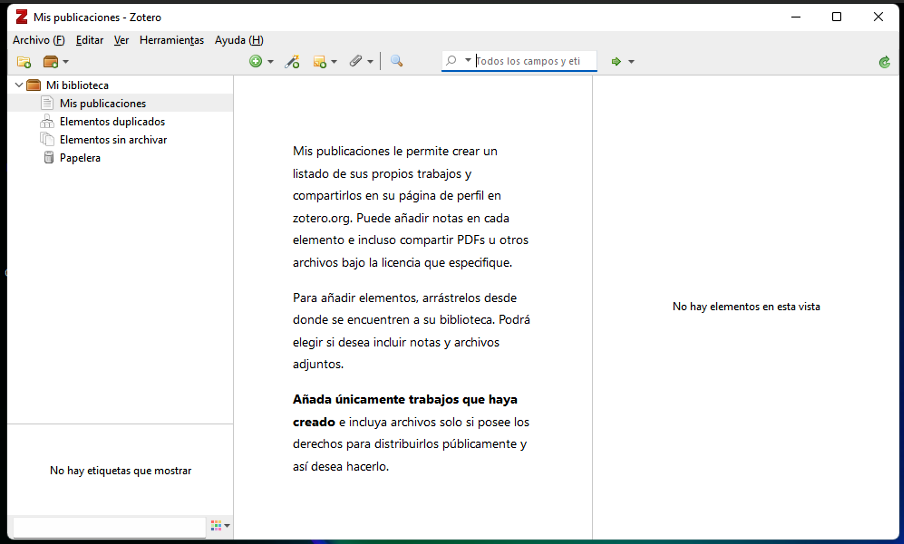 Mis publicaciones - Zotero
Archivo (F) Editar Ver Herramientas Ayuda (H)
Todos los campos y eti
Mi biblioteca
Mis publicaciones
Elementos duplicados
Elementos sin archivar
Papelera
No hay etiquetas que mostrar
Mis publicaciones le permite crear un
listado de sus propios trabajos y
compartirlos en su página de perfil en
zotero.org. Puede añadir notas en cada
elemento e incluso compartir PDFs u otros
archivos bajo la licencia que especifique.
Para añadir elementos, arrástrelos desde
donde se encuentren a su biblioteca. Podrá
elegir si desea incluir notas y archivos
adjuntos.
Añada únicamente trabajos que haya
creado e incluya archivos solo si posee los
derechos para distribuirlos públicamente y
así desea hacerlo.
No hay elementos en esta vista